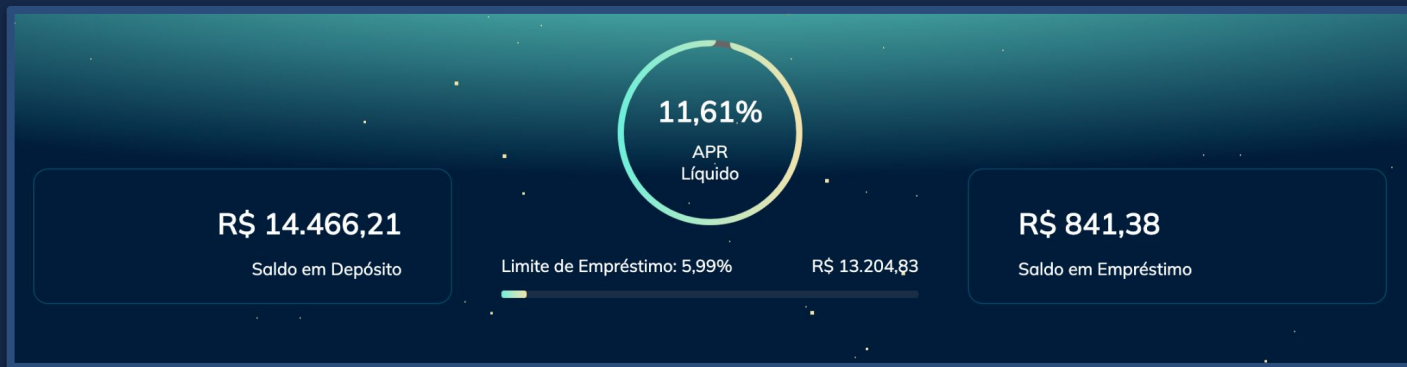 11,61%
APR
Líquido
R$ 14.466,21
Saldo em Depósito
Limite de Empréstimo: 5,99%
R$ 13.204,83
R$ 841,38
Saldo em Empréstimo